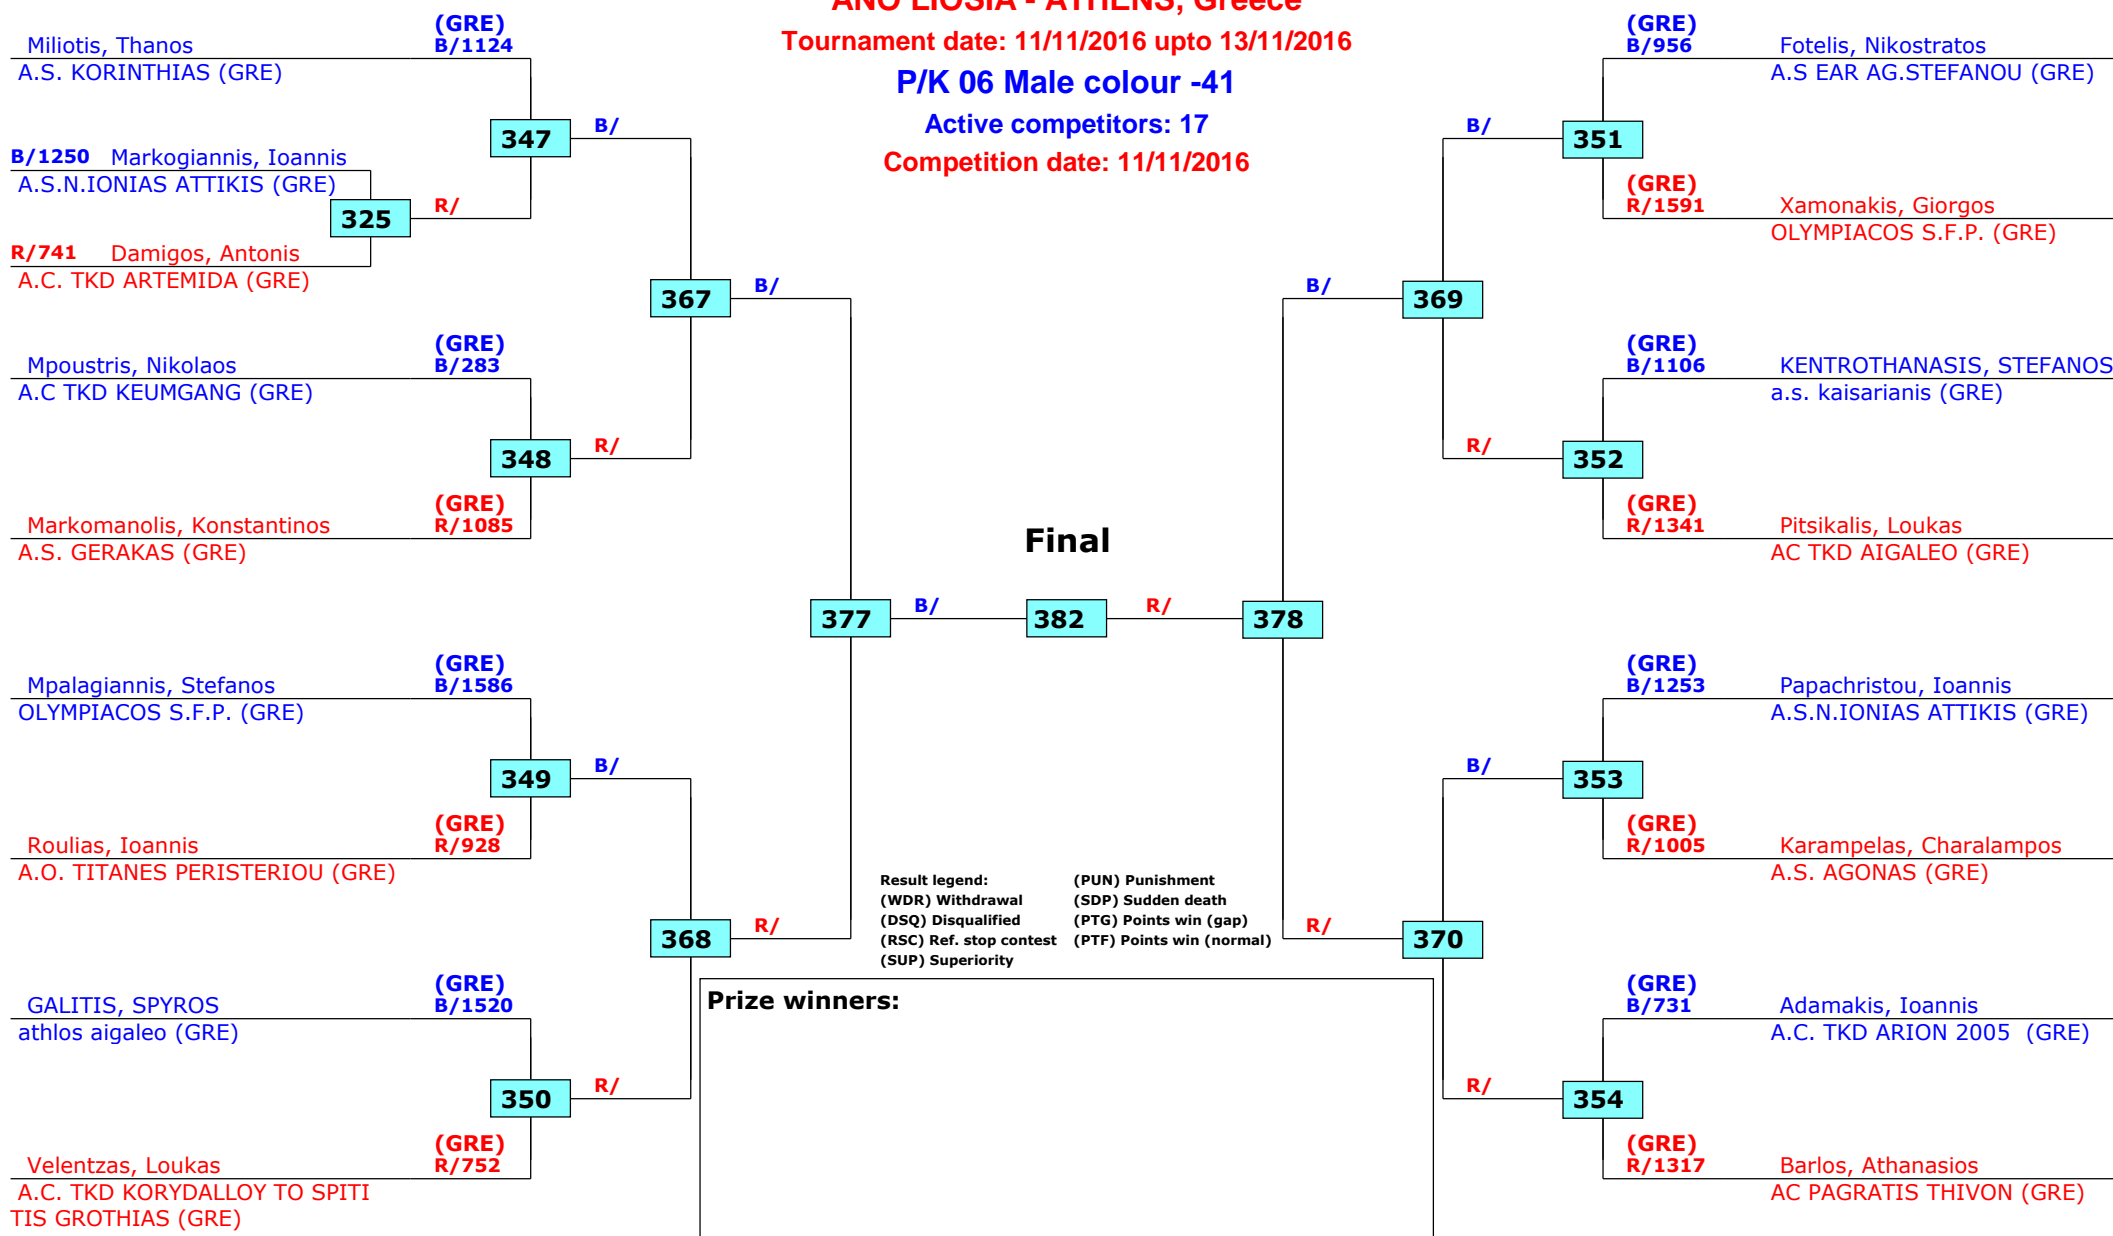 ANO LIOSIA - ATHENS, Greece
Tournament date: 11/11/2016 upto 13/11/2016
P/K 06 Male colour -41
Active competitors: 17
Competition date: 11/11/2016
(GRE)
Miliotis, Thanos B/1124
A.S. KORINTHIAS (GRE)
347 B/
B/1250 Markogiannis, Ioannis
A.S.N.IONIAS ATTIKIS (GRE)
325 R/
R/741 Damigos, Antonis
A.C. TKD ARTEMIDA (GRE)
367 B/
(GRE)
Mpoustris, Nikolaos B/283
A.C TKD KEUMGANG (GRE)
348 R/
(GRE)
Markomanolis, Konstantinos R/1085
A.S. GERAKAS (GRE)
Final
377 B/ 382 R/ 378
(GRE)
Mpalagiannis, Stefanos B/1586
OLYMPIACOS S.F.P. (GRE)
349 B/
(GRE)
Roulias, Ioannis R/928
A.O. TITANES PERISTERIOU (GRE)
368 R/
(GRE)
GALITIS, SPYROS B/1520
athlos aigaleo (GRE)
350 R/
(GRE)
Velentzas, Loukas R/752
A.C. TKD KORYDALLOY TO SPITI
TIS GROTHIAS (GRE)
(GRE)
B/956 Fotelis, Nikostratos
A.S EAR AG.STEFANOU (GRE)
B/ 351
(GRE)
R/1591 Xamonakis, Giorgos
OLYMPIACOS S.F.P. (GRE)
B/ 369
(GRE)
B/1106 KENTROTHANASIS, STEFANOS
a.s. kaisarianis (GRE)
R/ 352
(GRE)
R/1341 Pitsikalis, Loukas
AC TKD AIGALEO (GRE)
(GRE)
B/1253 Papachristou, Ioannis
A.S.N.IONIAS ATTIKIS (GRE)
B/ 353
(GRE)
R/1005 Karampelas, Charalampos
A.S. AGONAS (GRE)
R/ 370
(GRE)
B/731 Adamakis, Ioannis
A.C. TKD ARION 2005 (GRE)
R/ 354
(GRE)
R/1317 Barlos, Athanasios
AC PAGRATIS THIVON (GRE)
Result legend: (PUN) Punishment
(WDR) Withdrawal (SDP) Sudden death
(DSQ) Disqualified (PTG) Points win (gap)
(RSC) Ref. stop contest (PTF) Points win (normal)
(SUP) Superiority
Prize winners: